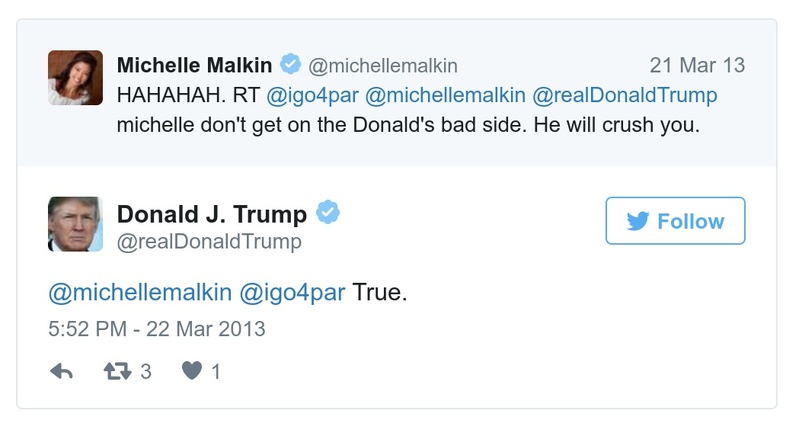 Michelle Malkin @michellemalkin 21 Mar 13
HAHAHAH. RT @igo4par @michellemalkin @realDonaldTrump
michelle don't get on the Donald's bad side. He will crush you.
Donald J. Trump
@realDonaldTrump
Follow
@michellemalkin @igo4par True.
5:52 PM - 22 Mar 2013
3 1